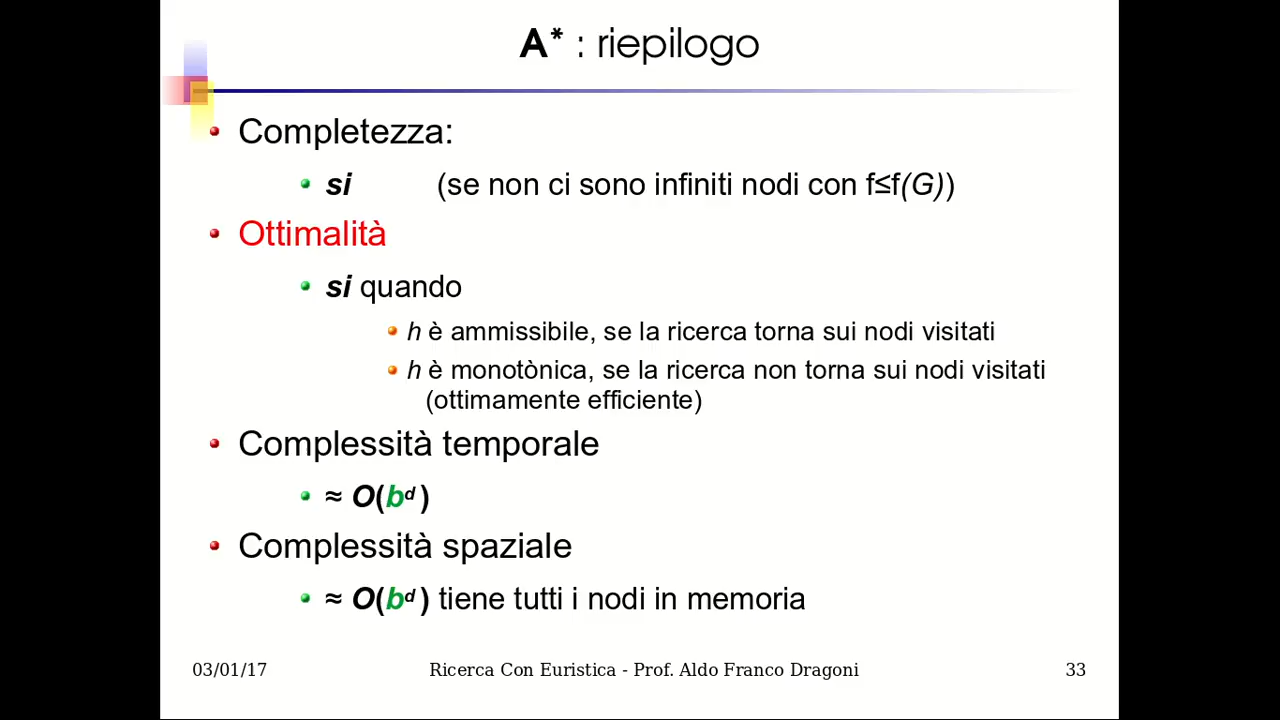 A* : riepilogo
Completezza:
si (se non ci sono infiniti nodi con f≤f(G))
Ottimalità
si quando
h è ammissibile, se la ricerca torna sui nodi visitati
h è monotònica, se la ricerca non torna sui nodi visitati
(ottimamente efficiente)
Complessità temporale
≈ O(bᵈ )
Complessità spaziale
≈ O(bᵈ ) tiene tutti i nodi in memoria
03/01/17 Ricerca Con Euristica - Prof. Aldo Franco Dragoni 33